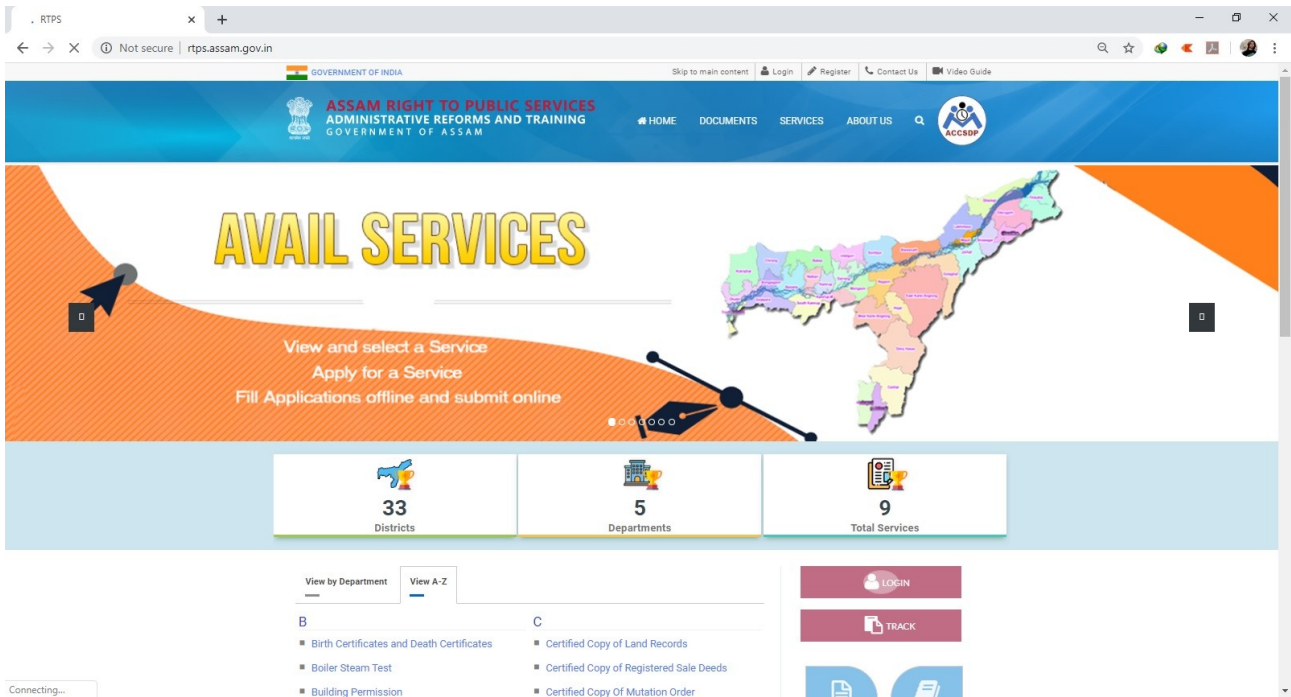 . RTPS
Not secure | rtps.assam.gov.in
GOVERNMENT OF INDIA
Skip to main content
Login
Register
Contact Us
Video Guide
ASSAM RIGHT TO PUBLIC SERVICES
ADMINISTRATIVE REFORMS AND TRAINING
GOVERNMENT OF ASSAM
HOME
DOCUMENTS
SERVICES
ABOUT US
ACCSDP
AVAIL SERVICES
View and select a Service
Apply for a Service
Fill Applications offline and submit online
33
Districts
5
Departments
9
Total Services
View by Department
View A-Z
LOGIN
TRACK
B
Birth Certificates and Death Certificates
Boiler Steam Test
Building Permission
C
Certified Copy of Land Records
Certified Copy of Registered Sale Deeds
Certified Copy Of Mutation Order
Connecting...